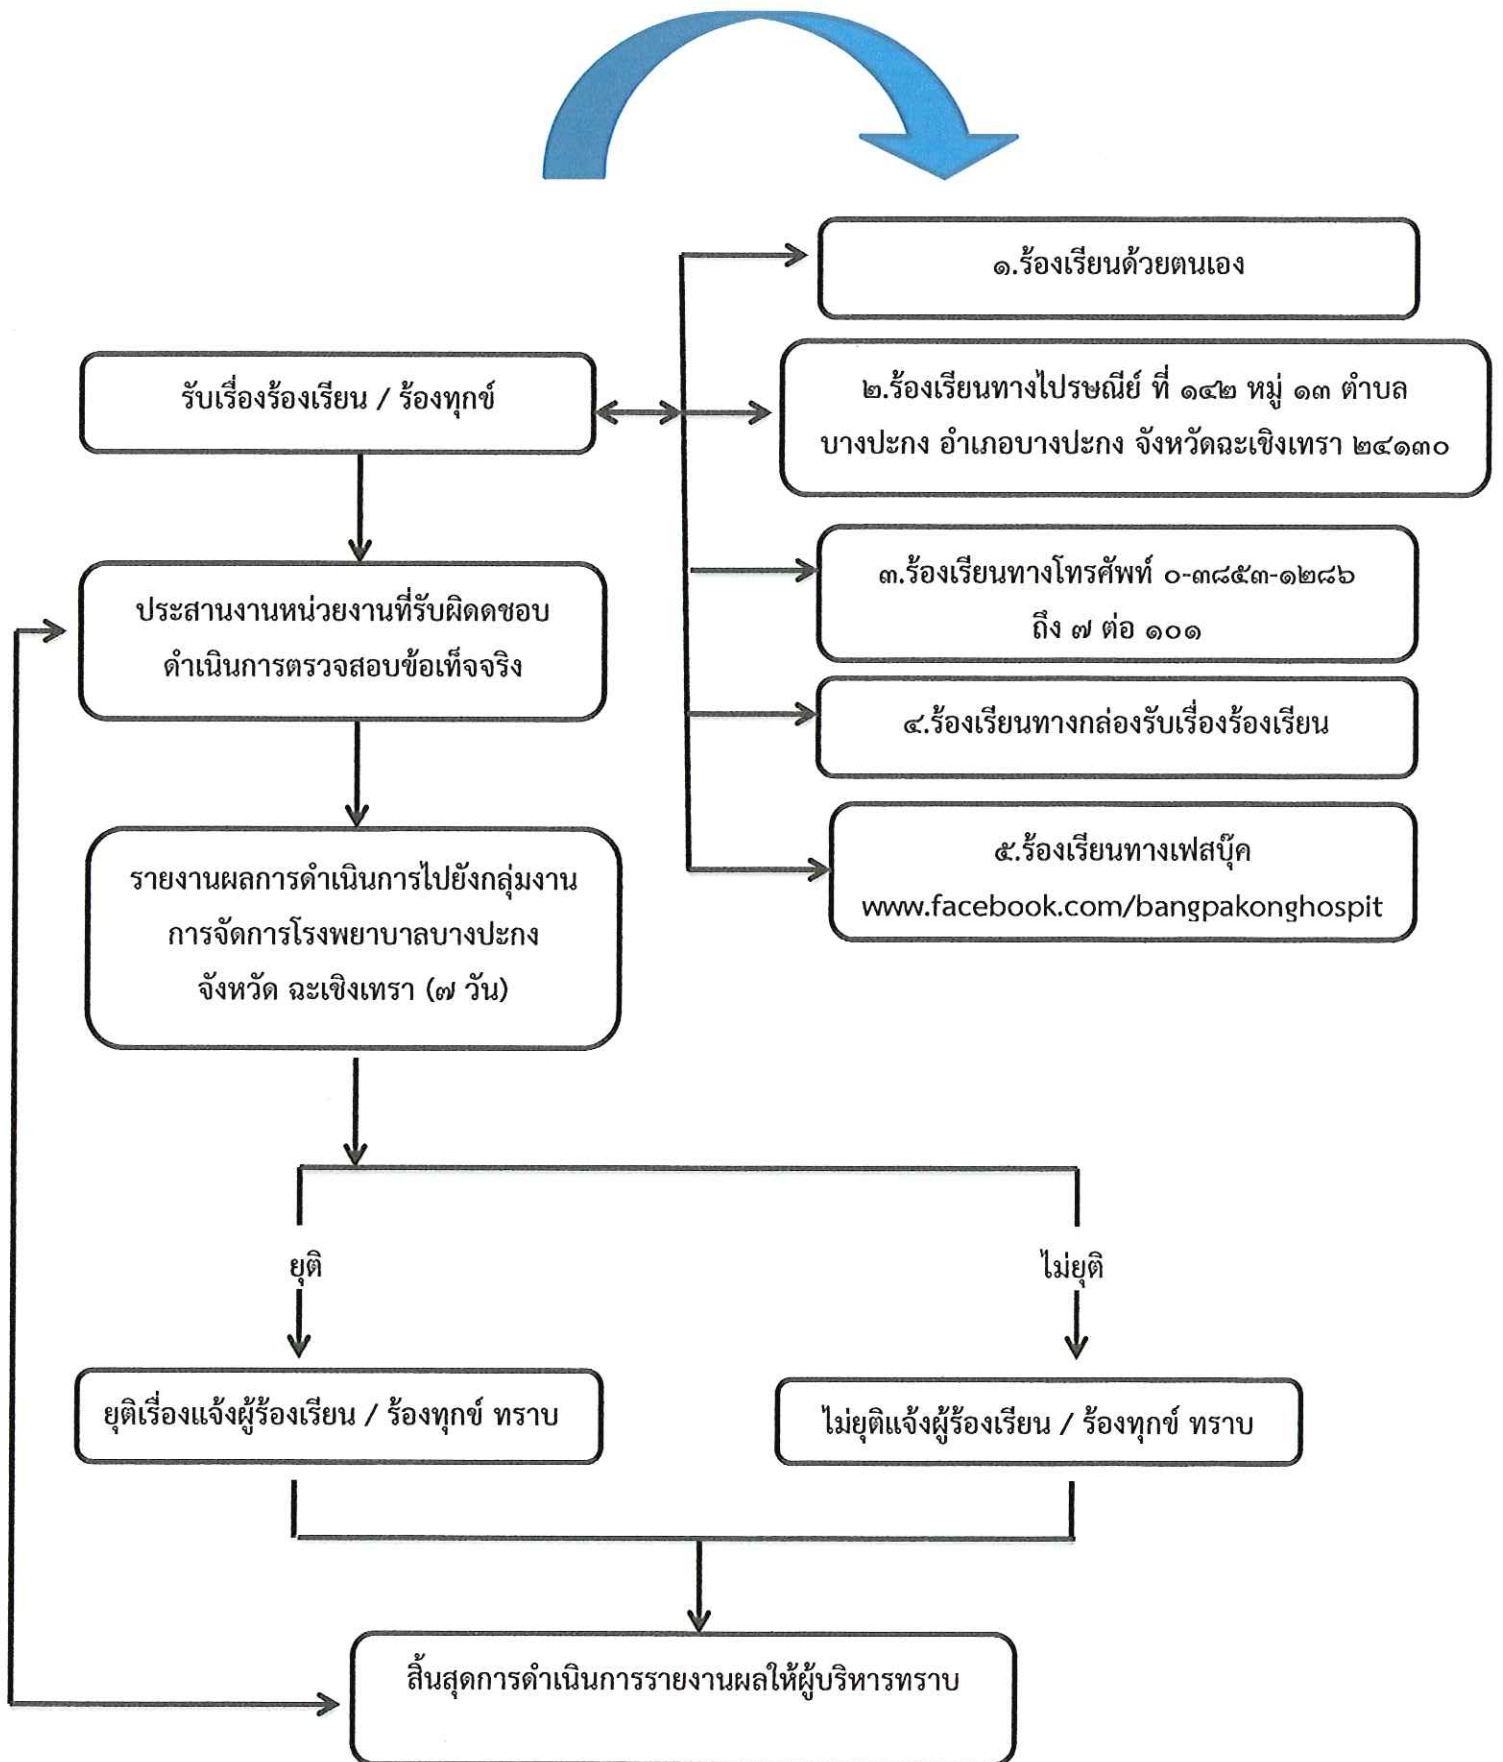 ๑.ร้องเรียนด้วยตนเอง
รับเรื่องร้องเรียน / ร้องทุกข์
๒.ร้องเรียนทางไปรษณีย์ ที่ ๑๔๒ หมู่ ๑๓ ตำบล
บางปะกง อำเภอบางปะกง จังหวัดฉะเชิงเทรา ๒๔๑๓๐
๓.ร้องเรียนทางโทรศัพท์ ๐-๓๘๕๓-๑๒๘๖
ถึง ๗ ต่อ ๑๐๑
ประสานงานหน่วยงานที่รับผิดดชอบ
ดำเนินการตรวจสอบข้อเท็จจริง
๔.ร้องเรียนทางกล่องรับเรื่องร้องเรียน
๕.ร้องเรียนทางเฟสบุ๊ค
www.facebook.com/bangpakonghospit
รายงานผลการดำเนินการไปยังกลุ่มงาน
การจัดการโรงพยาบาลบางปะกง
จังหวัด ฉะเชิงเทรา (๗ วัน)
ยุติ
ไม่ยุติ
ยุติเรื่องแจ้งผู้ร้องเรียน / ร้องทุกข์ ทราบ
ไม่ยุติแจ้งผู้ร้องเรียน / ร้องทุกข์ ทราบ
สิ้นสุดการดำเนินการรายงานผลให้ผู้บริหารทราบ